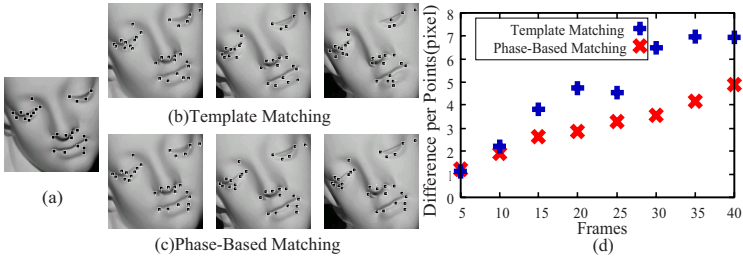 (a)
(b)Template Matching
(c)Phase-Based Matching
Difference per Points(pixel)
8
7
6
5
4
3
2
1
0
Template Matching
Phase-Based Matching
5 10 15 20 25 30 35 40
Frames
(d)